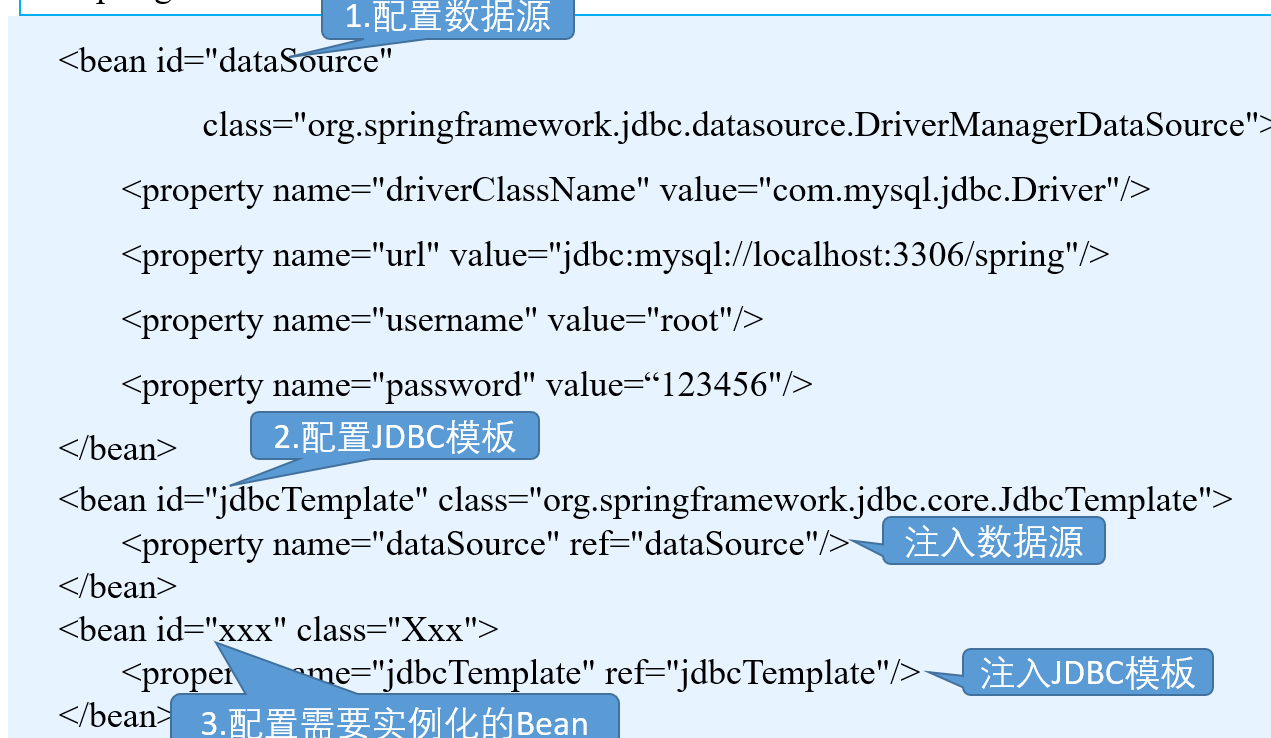 1.配置数据源
<bean id="dataSource"
class="org.springframework.jdbc.datasource.DriverManagerDataSource">
<property name="driverClassName" value="com.mysql.jdbc.Driver"/>
<property name="url" value="jdbc:mysql://localhost:3306/spring"/>
<property name="username" value="root"/>
<property name="password" value=“123456"/>
2.配置JDBC模板
</bean>
<bean id="jdbcTemplate" class="org.springframework.jdbc.core.JdbcTemplate">
<property name="dataSource" ref="dataSource"/>
注入数据源
</bean>
<bean id="xxx" class="Xxx">
<property name="jdbcTemplate" ref="jdbcTemplate"/>
注入JDBC模板
</bean>
3.配置需要实例化的Bean